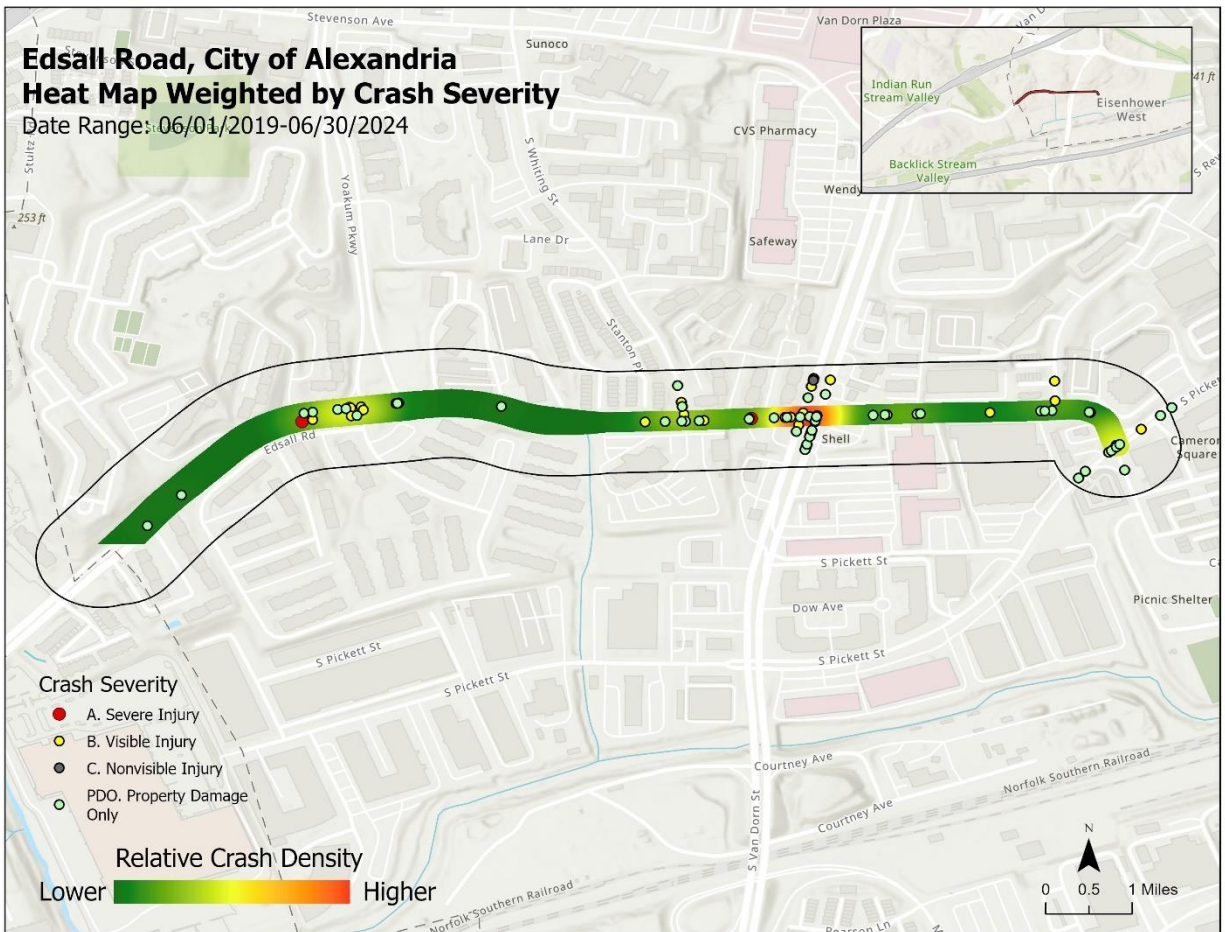 Edsall Road, City of Alexandria
Heat Map Weighted by Crash Severity
Date Range: 06/01/2019-06/30/2024
Stevenson Ave
Van Dorn Plaza
Sunoco
41 ft
Indian Run
Stream Valley
Eisenhower
West
Backlick Stream
Valley
CVS Pharmacy
Wendy
S Whiting St
Yoakum Pkwy
253 ft
Lane Dr
Safeway
Edsall Rd
Shell
Cameron
Square
S Pickett St
Dow Ave
Picnic Shelter
S Pickett St
S Pickett St
S Pickett St
Crash Severity
A. Severe Injury
B. Visible Injury
C. Nonvisible Injury
PDO. Property Damage
Only
Courtney Ave
Norfolk Southern Railroad
Courtney Ave
S Van Dorn St
Relative Crash Density
Lower
Higher
N
0 0.5 1 Miles
Norfolk Southern Railroad
Pearson Ln